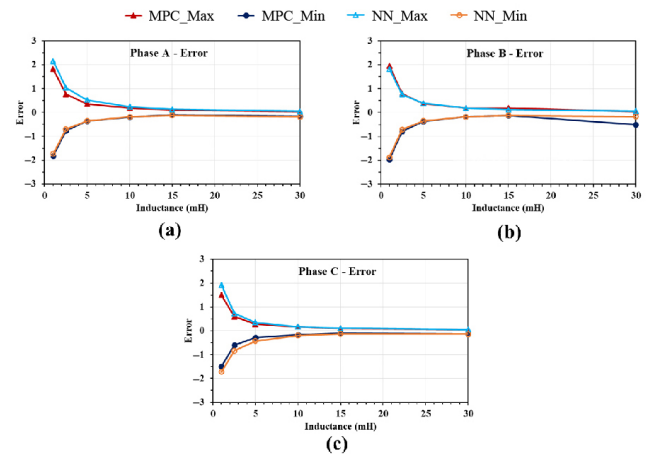 MPC_Max MPC_Min NN_Max NN_Min
Phase A - Error
Error
3
2
1
0
−1
−2
−3
0 5 10 15 20 25 30
Inductance (mH)
(a)
Phase B - Error
Error
3
2
1
0
−1
−2
−3
0 5 10 15 20 25 30
Inductance (mH)
(b)
Phase C - Error
Error
3
2
1
0
−1
−2
−3
0 5 10 15 20 25 30
Inductance (mH)
(c)